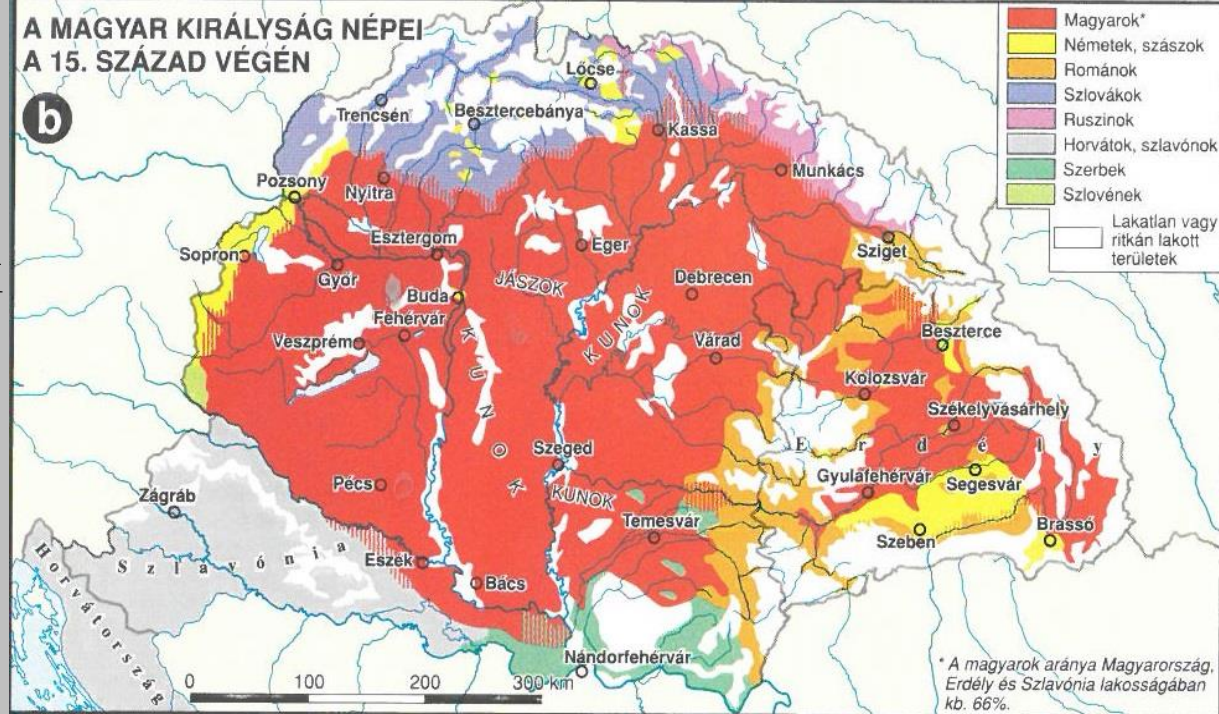 A MAGYAR KIRÁLYSÁG NÉPEI
A 15. SZÁZAD VÉGÉN
b
Magyarok*
Németek, szászok
Románok
Szlovákok
Ruszinok
Horvátok, szlavónok
Szerbek
Szlovének
Lakatlan vagy
ritkán lakott
területek
Lőcse
Trencsén
Besztercebánya
Kassa
Munkács
Pozsony
Nyitra
Esztergom
Eger
Sziget
Sopron
Győr
JÁSZOK
Debrecen
Buda
Fehérvár
KUNOK
Veszprém
KUNOK
Várad
Beszterce
Kolozsvár
Székelyvásárhely
Erdély
Szeged
Gyulafehérvár
Segesvár
Pécs
KUNOK
Zágráb
Temesvár
Szeben
Brassó
Szlavónia
Eszék
Bács
Horvátország
Nándorfehérvár
0 100 200 300 km
* A magyarok aránya Magyarország,
Erdély és Szlavónia lakosságában
kb. 66%.